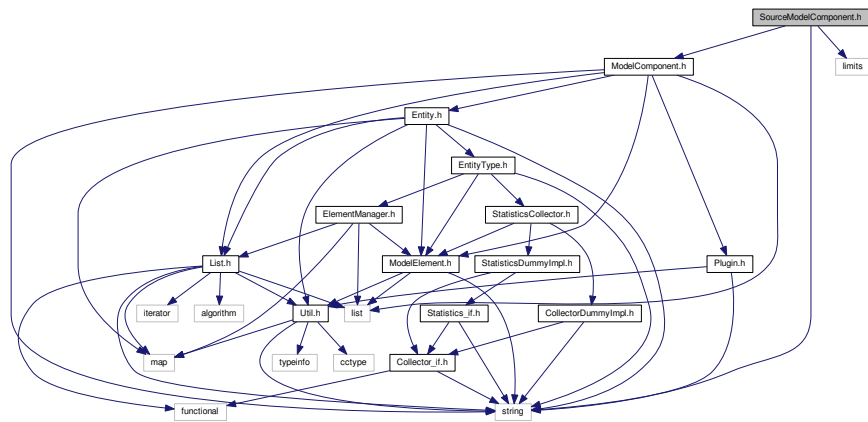 SourceModelComponent.h
ModelComponent.h
limits
Entity.h
EntityType.h
ElementManager.h
StatisticsCollector.h
List.h
ModelElement.h
StatisticsDummyImpl.h
Plugin.h
iterator
algorithm
Util.h
list
Statistics_if.h
CollectorDummyImpl.h
map
typeinfo
cctype
Collector_if.h
functional
string